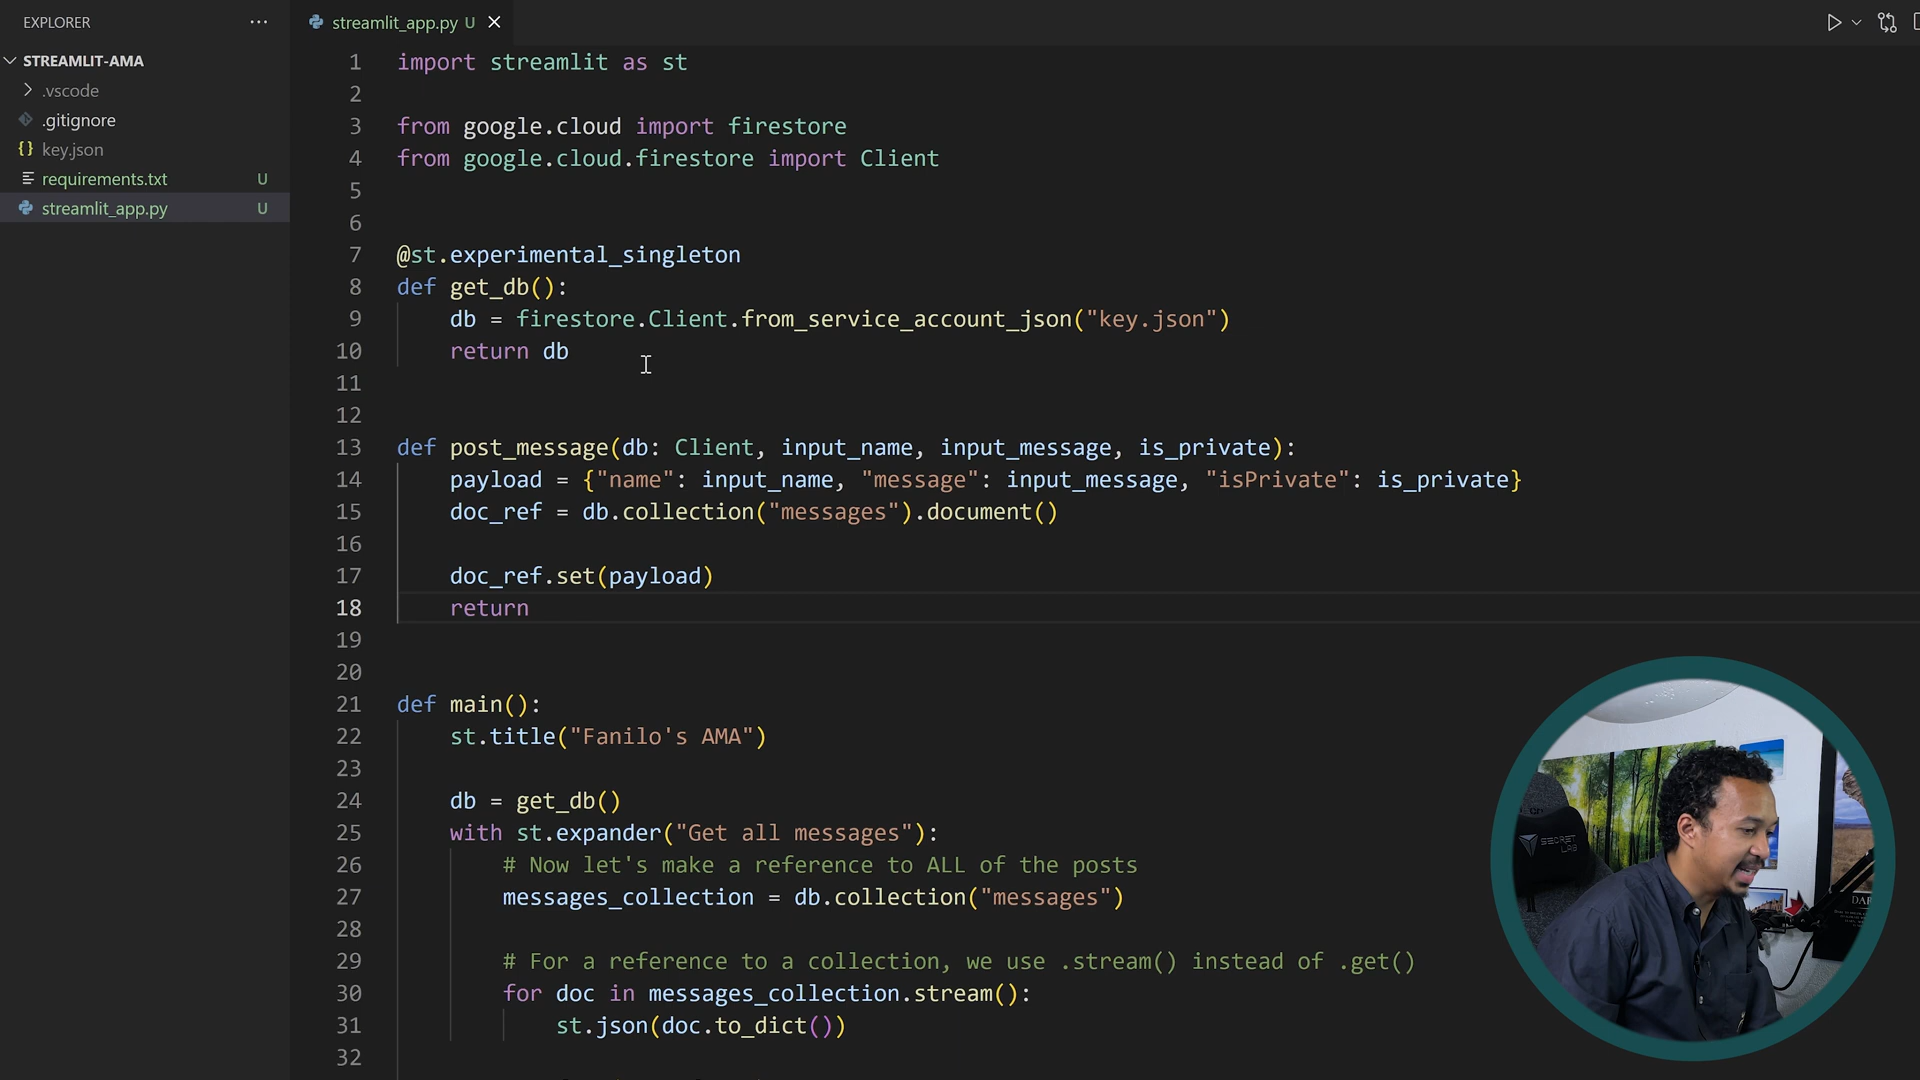 EXPLORER
STREAMLIT-AMA
.vscode
.gitignore
{} key.json
requirements.txt U
streamlit_app.py U
streamlit_app.py U
1 import streamlit as st
2
3 from google.cloud import firestore
4 from google.cloud.firestore import Client
5
6
7 @st.experimental_singleton
8 def get_db():
9     db = firestore.Client.from_service_account_json("key.json")
10     return db
11
12
13 def post_message(db: Client, input_name, input_message, is_private):
14     payload = {"name": input_name, "message": input_message, "isPrivate": is_private}
15     doc_ref = db.collection("messages").document()
16
17     doc_ref.set(payload)
18     return
19
20
21 def main():
22     st.title("Fanilo's AMA")
23
24     db = get_db()
25     with st.expander("Get all messages"):
26         # Now let's make a reference to ALL of the posts
27         messages_collection = db.collection("messages")
28
29         # For a reference to a collection, we use .stream() instead of .get()
30         for doc in messages_collection.stream():
31             st.json(doc.to_dict())
32
SECRET
LAB